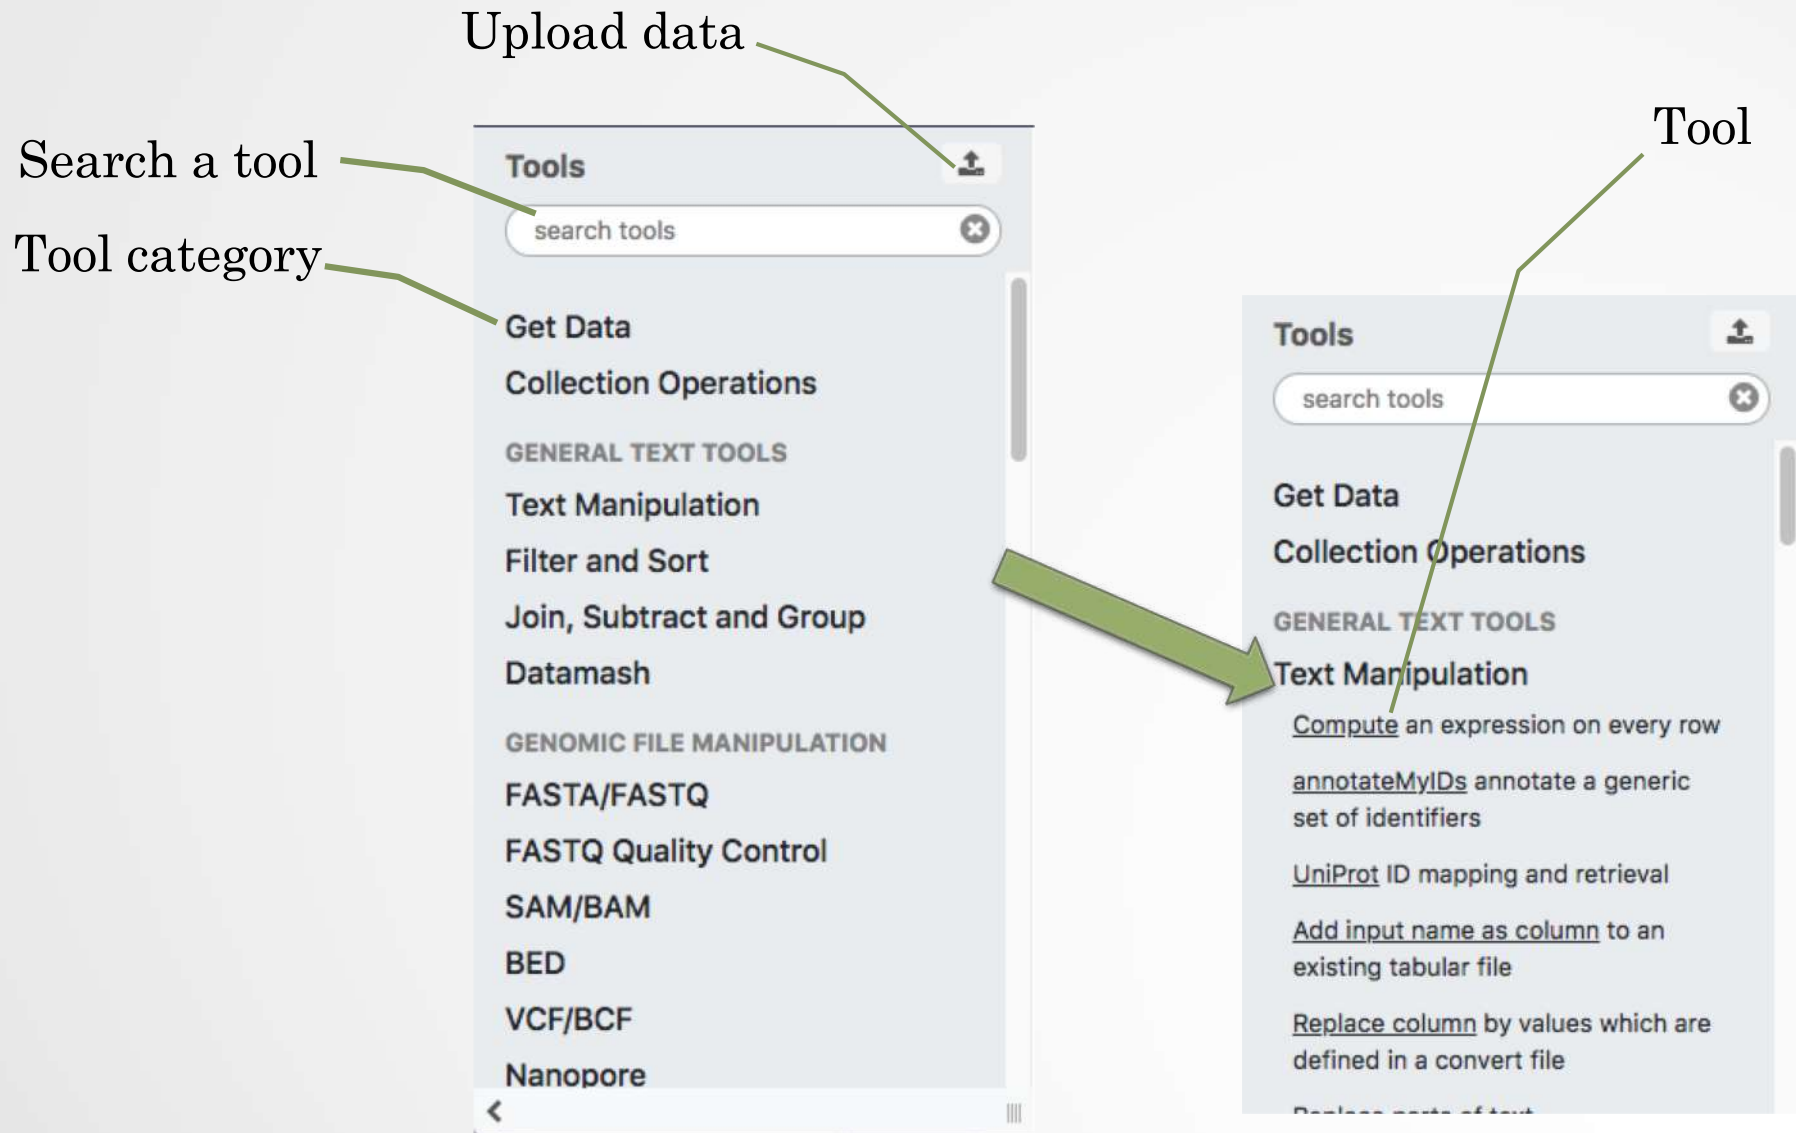 Upload data
Search a tool
Tool category
Tool
Tools
search tools
Get Data
Collection Operations
GENERAL TEXT TOOLS
Text Manipulation
Filter and Sort
Join, Subtract and Group
Datamash
GENOMIC FILE MANIPULATION
FASTA/FASTQ
FASTQ Quality Control
SAM/BAM
BED
VCF/BCF
Nanopore
Tools
search tools
Get Data
Collection Operations
GENERAL TEXT TOOLS
Text Manipulation
Compute an expression on every row
annotateMyIDs annotate a generic
set of identifiers
UniProt ID mapping and retrieval
Add input name as column to an
existing tabular file
Replace column by values which are
defined in a convert file
Replace parts of text